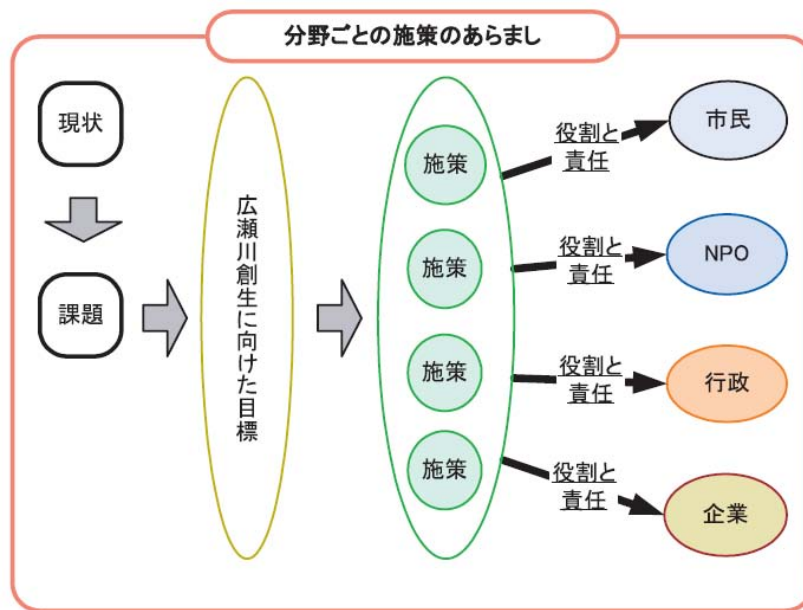 分野ごとの施策のあらまし
現状
課題
広瀬川創生に向けた目標
施策
施策
施策
施策
役割と
責任
役割と
責任
役割と
責任
役割と
責任
市民
NPO
行政
企業